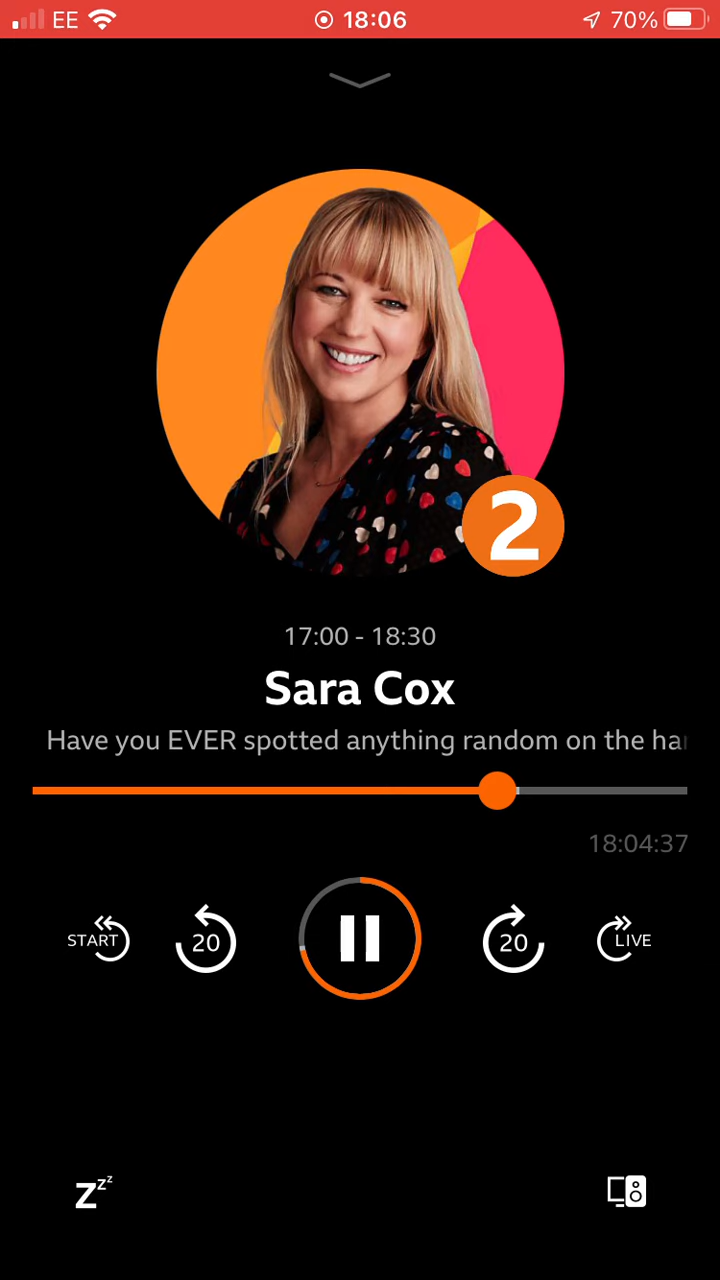 EE 18:06 70%
2
17:00 - 18:30
Sara Cox
Have you EVER spotted anything random on the
18:04:37
START 20 20 LIVE
Zzz